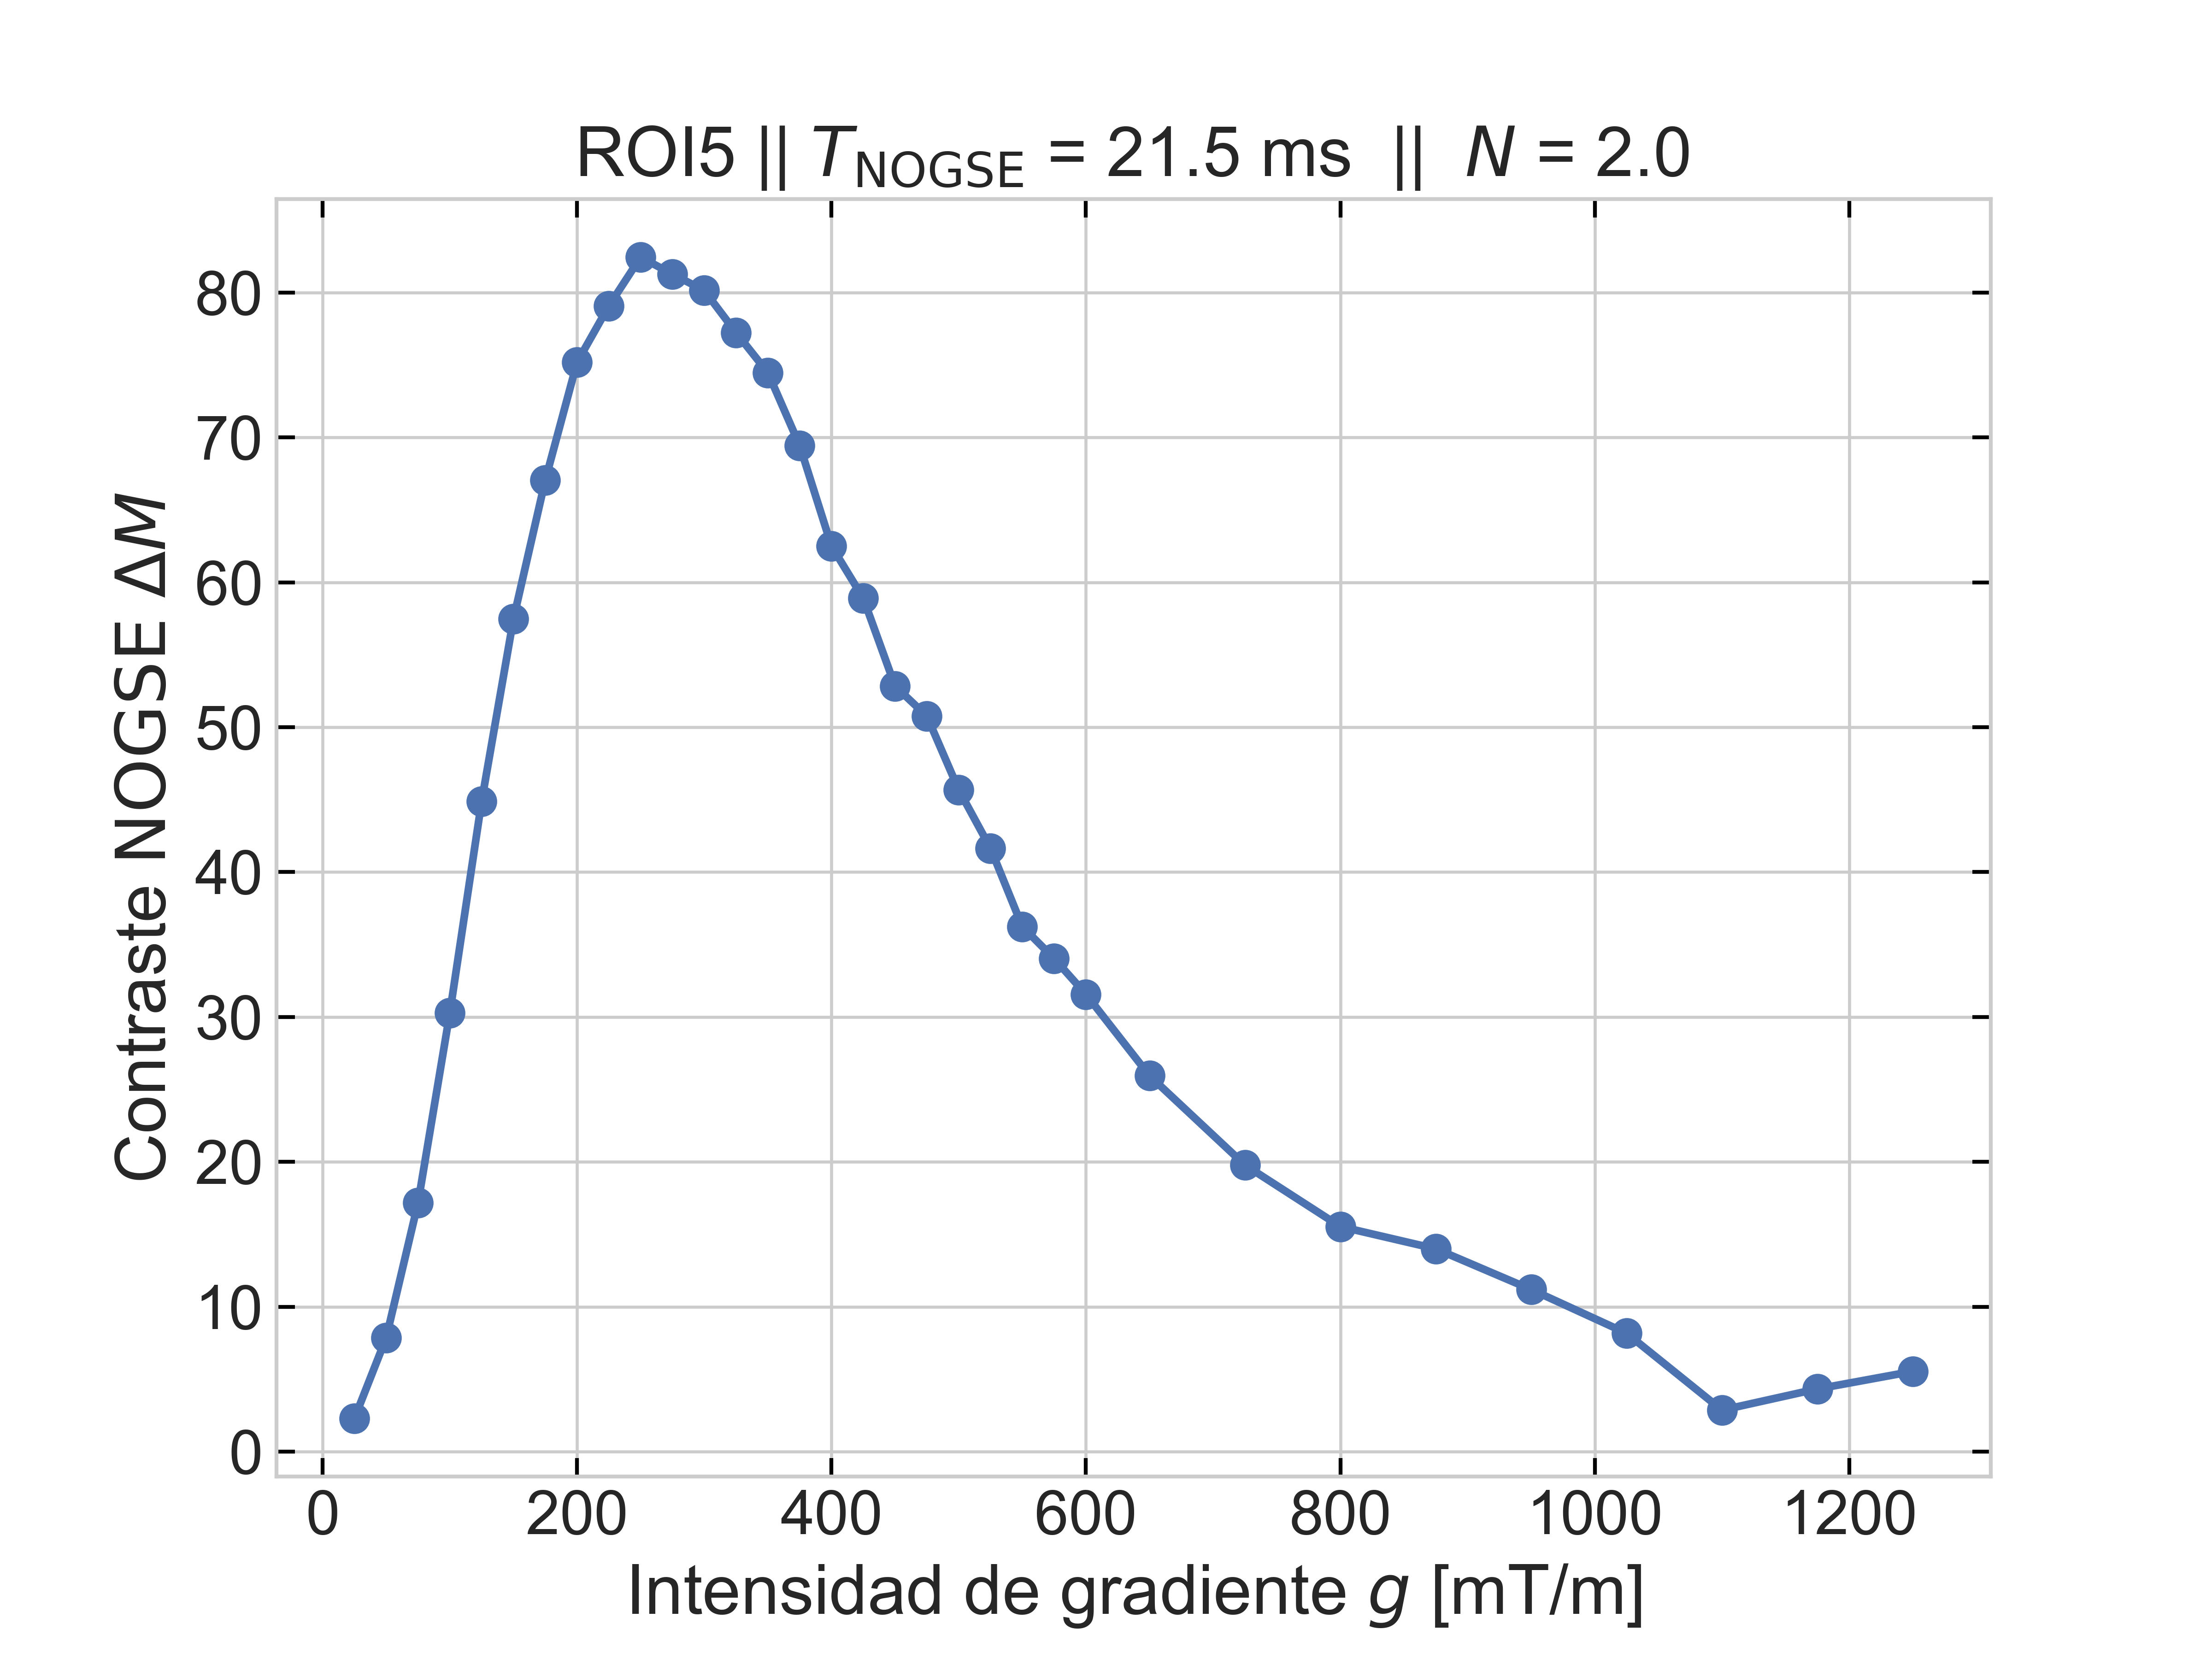 ROI5 || T_NOGSE = 21.5 ms || N = 2.0
Contraste NOGSE ΔM
80
70
60
50
40
30
20
10
0
0 200 400 600 800 1000 1200
Intensidad de gradiente g [mT/m]